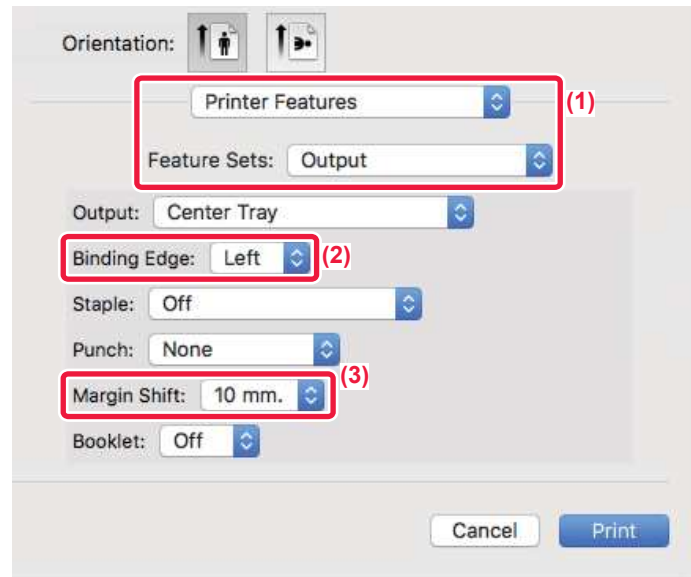 Orientation:
Printer Features
(1)
Feature Sets: Output
Output: Center Tray
Binding Edge: Left
(2)
Staple: Off
Punch: None
(3)
Margin Shift: 10 mm.
Booklet: Off
Cancel Print